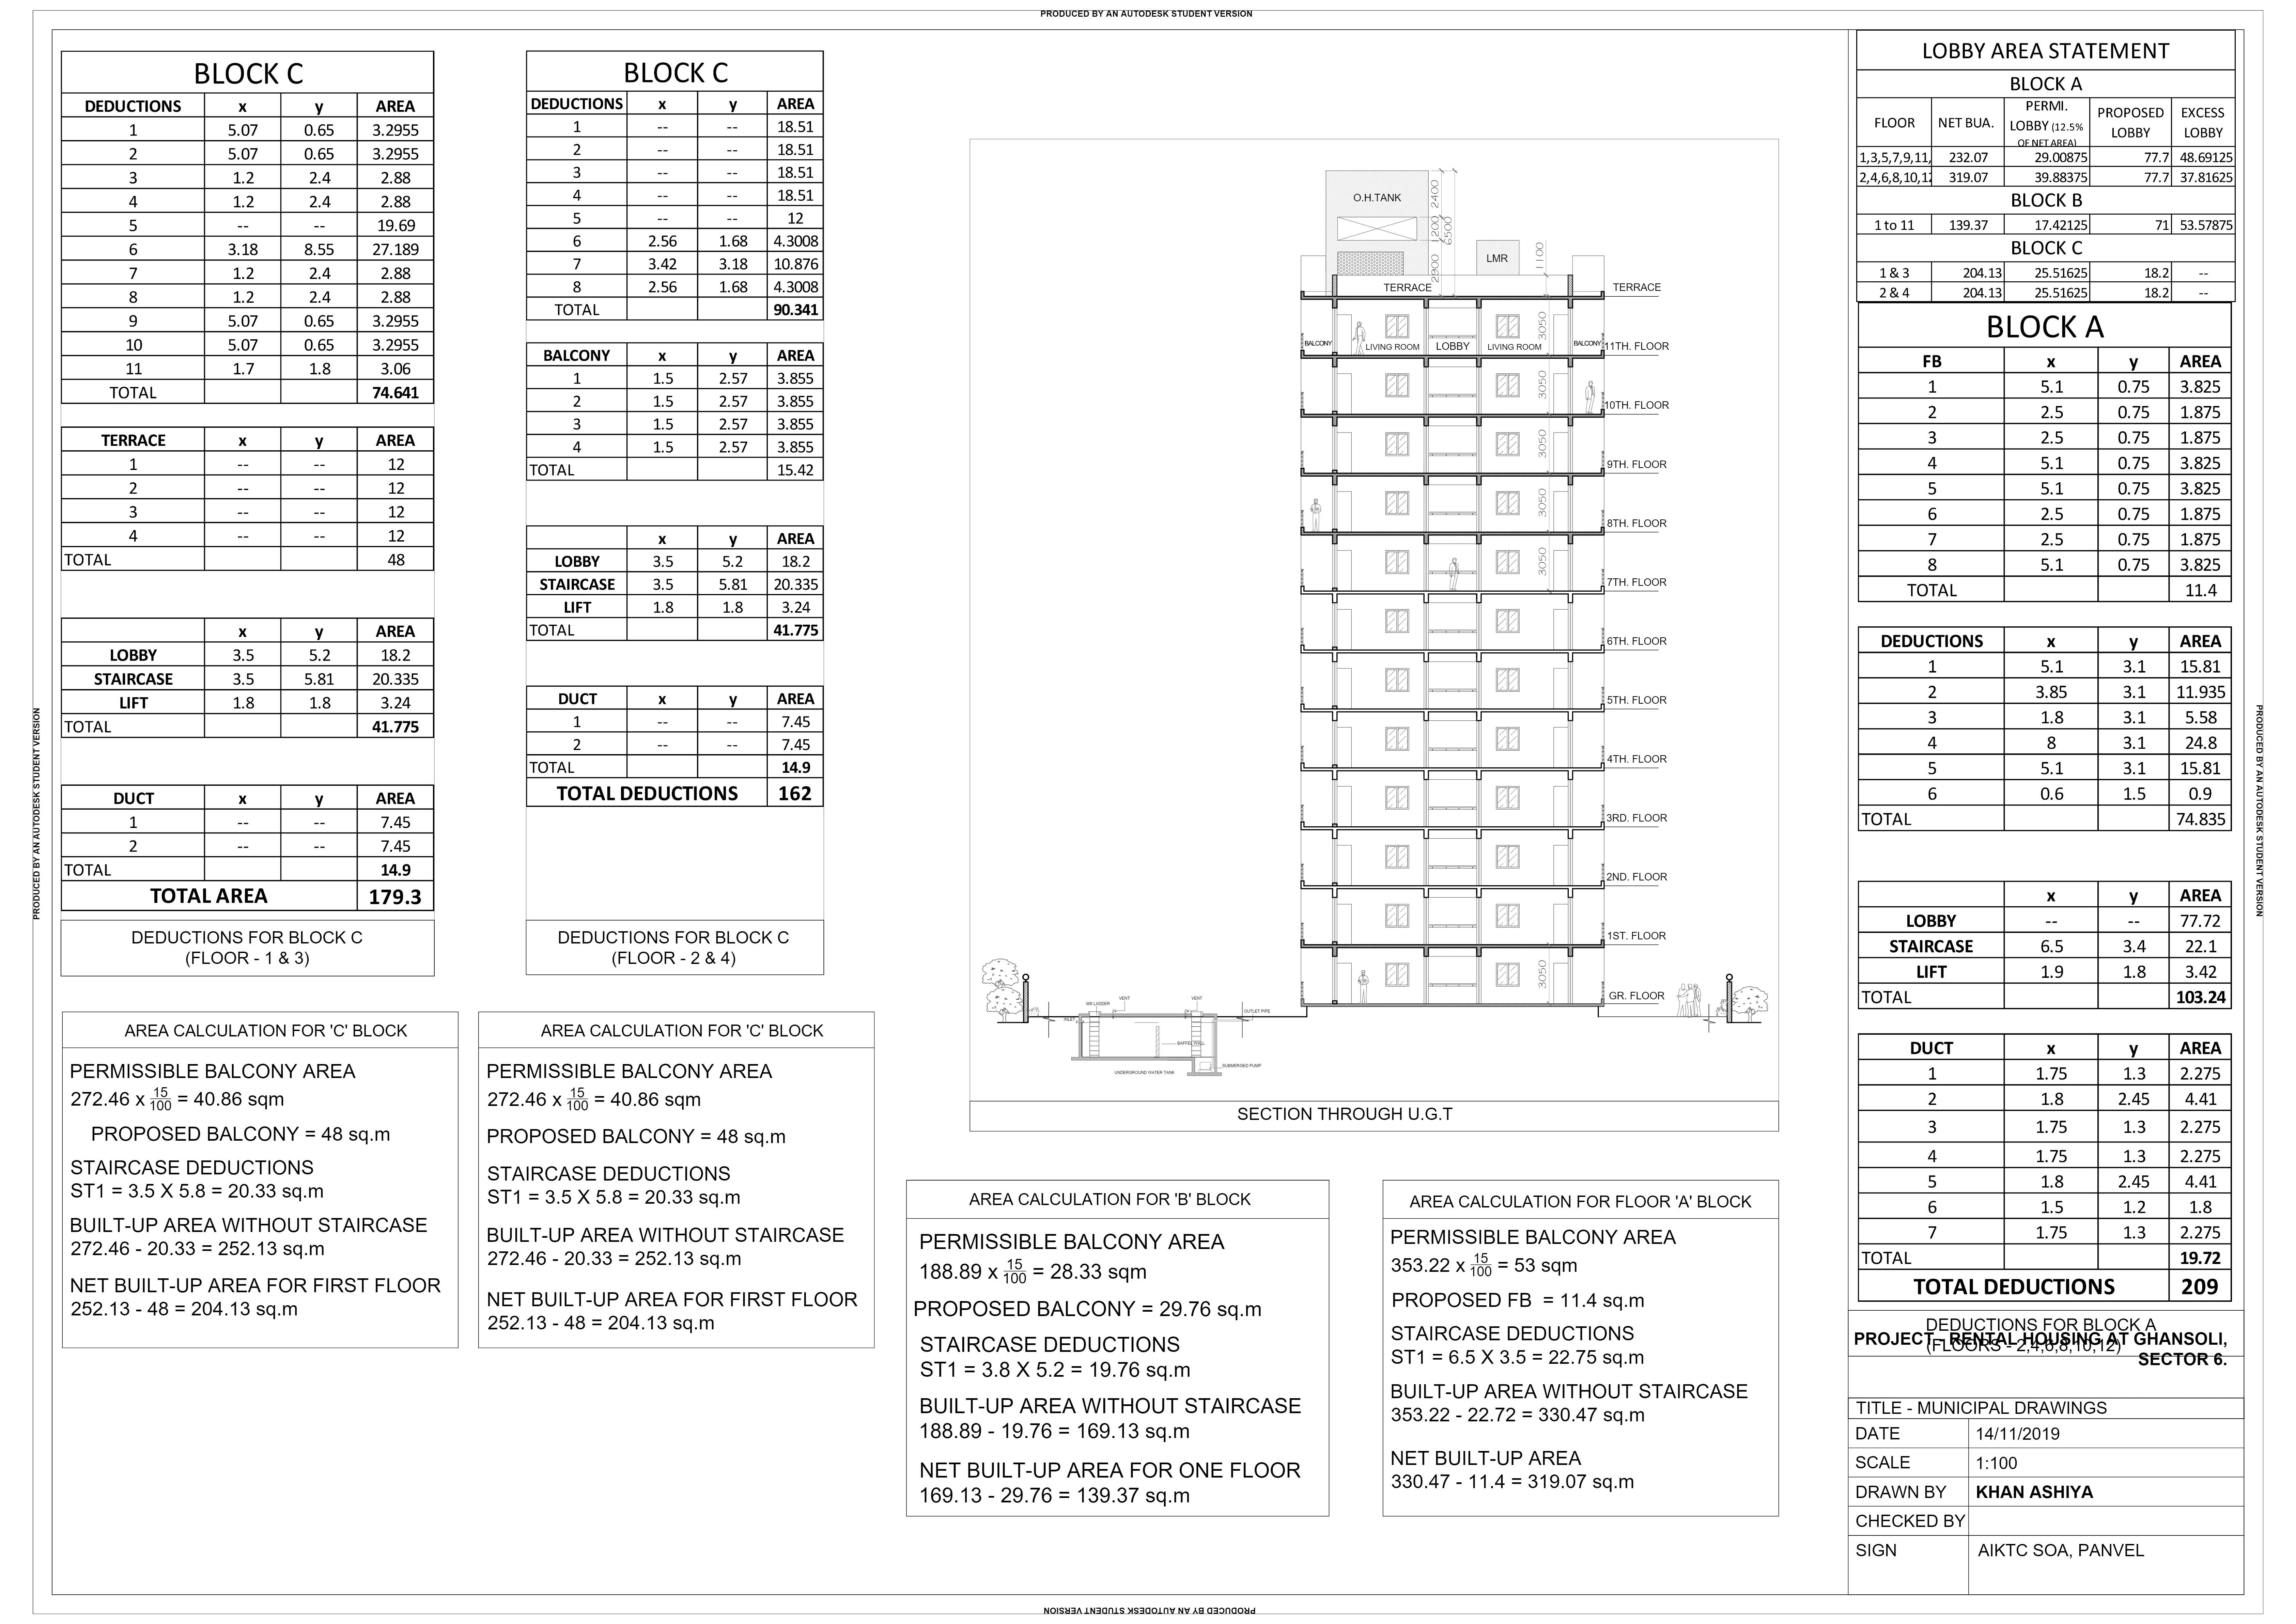 PRODUCED BY AN AUTODESK STUDENT VERSION
BLOCK C
DEDUCTIONS x y AREA
1 5.07 0.65 3.2955
2 5.07 0.65 3.2955
3 1.2 2.4 2.88
4 1.2 2.4 2.88
5 -- -- 19.69
6 3.18 8.55 27.189
7 1.2 2.4 2.88
8 1.2 2.4 2.88
9 5.07 0.65 3.2955
10 5.07 0.65 3.2955
11 1.7 1.8 3.06
TOTAL 74.641
TERRACE x y AREA
1 -- -- 12
2 -- -- 12
3 -- -- 12
4 -- -- 12
TOTAL 48
x y AREA
LOBBY 3.5 5.2 18.2
STAIRCASE 3.5 5.81 20.335
LIFT 1.8 1.8 3.24
TOTAL 41.775
DUCT x y AREA
1 -- -- 7.45
2 -- -- 7.45
TOTAL 14.9
TOTAL AREA 179.3
DEDUCTIONS FOR BLOCK C
(FLOOR - 1 & 3)
BLOCK C
DEDUCTIONS x y AREA
1 -- -- 18.51
2 -- -- 18.51
3 -- -- 18.51
4 -- -- 18.51
5 -- -- 12
6 2.56 1.68 4.3008
7 3.42 3.18 10.876
8 2.56 1.68 4.3008
TOTAL 90.341
BALCONY x y AREA
1 1.5 2.57 3.855
2 1.5 2.57 3.855
3 1.5 2.57 3.855
4 1.5 2.57 3.855
TOTAL 15.42
x y AREA
LOBBY 3.5 5.2 18.2
STAIRCASE 3.5 5.81 20.335
LIFT 1.8 1.8 3.24
TOTAL 41.775
DUCT x y AREA
1 -- -- 7.45
2 -- -- 7.45
TOTAL 14.9
TOTAL DEDUCTIONS 162
DEDUCTIONS FOR BLOCK C
(FLOOR - 2 & 4)
AREA CALCULATION FOR 'C' BLOCK
PERMISSIBLE BALCONY AREA
272.46 x 15/100 = 40.86 sqm
PROPOSED BALCONY = 48 sq.m
STAIRCASE DEDUCTIONS
ST1 = 3.5 X 5.8 = 20.33 sq.m
BUILT-UP AREA WITHOUT STAIRCASE
272.46 - 20.33 = 252.13 sq.m
NET BUILT-UP AREA FOR FIRST FLOOR
252.13 - 48 = 204.13 sq.m
AREA CALCULATION FOR 'C' BLOCK
PERMISSIBLE BALCONY AREA
272.46 x 15/100 = 40.86 sqm
PROPOSED BALCONY = 48 sq.m
STAIRCASE DEDUCTIONS
ST1 = 3.5 X 5.8 = 20.33 sq.m
BUILT-UP AREA WITHOUT STAIRCASE
272.46 - 20.33 = 252.13 sq.m
NET BUILT-UP AREA FOR FIRST FLOOR
252.13 - 48 = 204.13 sq.m
O.H.TANK
2400
1200
6500
2900
LMR
1100
TERRACE
TERRACE
3050
BALCONY LIVING ROOM LOBBY LIVING ROOM BALCONY 11TH. FLOOR
3050
10TH. FLOOR
3050
9TH. FLOOR
3050
8TH. FLOOR
3050
7TH. FLOOR
6TH. FLOOR
5TH. FLOOR
4TH. FLOOR
3RD. FLOOR
2ND. FLOOR
1ST. FLOOR
3050
GR. FLOOR
MS LADDER
VENT
VENT
INLET
OUTLET PIPE
BAFFEL WALL
SUBMERGED PUMP
UNDERGROUND WATER TANK
SECTION THROUGH U.G.T
AREA CALCULATION FOR 'B' BLOCK
PERMISSIBLE BALCONY AREA
188.89 x 15/100 = 28.33 sqm
PROPOSED BALCONY = 29.76 sq.m
STAIRCASE DEDUCTIONS
ST1 = 3.8 X 5.2 = 19.76 sq.m
BUILT-UP AREA WITHOUT STAIRCASE
188.89 - 19.76 = 169.13 sq.m
NET BUILT-UP AREA FOR ONE FLOOR
169.13 - 29.76 = 139.37 sq.m
AREA CALCULATION FOR FLOOR 'A' BLOCK
PERMISSIBLE BALCONY AREA
353.22 x 15/100 = 53 sqm
PROPOSED FB = 11.4 sq.m
STAIRCASE DEDUCTIONS
ST1 = 6.5 X 3.5 = 22.75 sq.m
BUILT-UP AREA WITHOUT STAIRCASE
353.22 - 22.72 = 330.47 sq.m
NET BUILT-UP AREA
330.47 - 11.4 = 319.07 sq.m
LOBBY AREA STATEMENT
BLOCK A
FLOOR NET BUA. PERMI. LOBBY (12.5% OF NET AREA) PROPOSED LOBBY EXCESS LOBBY
1,3,5,7,9,11, 232.07 29.00875 77.7 48.69125
2,4,6,8,10,12 319.07 39.88375 77.7 37.81625
BLOCK B
1 to 11 139.37 17.42125 71 53.57875
BLOCK C
1 & 3 204.13 25.51625 18.2 --
2 & 4 204.13 25.51625 18.2 --
BLOCK A
FB x y AREA
1 5.1 0.75 3.825
2 2.5 0.75 1.875
3 2.5 0.75 1.875
4 5.1 0.75 3.825
5 5.1 0.75 3.825
6 2.5 0.75 1.875
7 2.5 0.75 1.875
8 5.1 0.75 3.825
TOTAL 11.4
DEDUCTIONS x y AREA
1 5.1 3.1 15.81
2 3.85 3.1 11.935
3 1.8 3.1 5.58
4 8 3.1 24.8
5 5.1 3.1 15.81
6 0.6 1.5 0.9
TOTAL 74.835
x y AREA
LOBBY -- -- 77.72
STAIRCASE 6.5 3.4 22.1
LIFT 1.9 1.8 3.42
TOTAL 103.24
DUCT x y AREA
1 1.75 1.3 2.275
2 1.8 2.45 4.41
3 1.75 1.3 2.275
4 1.75 1.3 2.275
5 1.8 2.45 4.41
6 1.5 1.2 1.8
7 1.75 1.3 2.275
TOTAL 19.72
TOTAL DEDUCTIONS 209
DEDUCTIONS FOR BLOCK A
(FLOORS - 2,4,6,8,10,12)
PROJECT - RENTAL HOUSING AT GHANSOLI,
SECTOR 6.
TITLE - MUNICIPAL DRAWINGS
DATE 14/11/2019
SCALE 1:100
DRAWN BY KHAN ASHIYA
CHECKED BY
SIGN AIKTC SOA, PANVEL
PRODUCED BY AN AUTODESK STUDENT VERSION
PRODUCED BY AN AUTODESK STUDENT VERSION
PRODUCED BY AN AUTODESK STUDENT VERSION